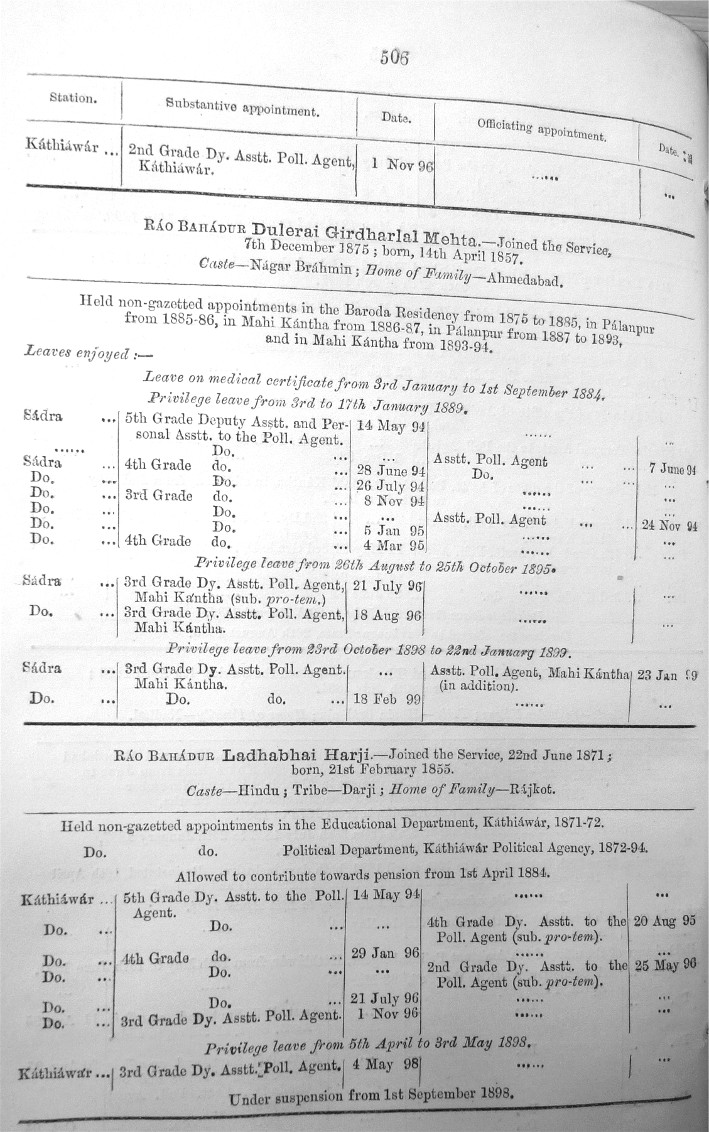 506
Station. Substantive appointment. Date. Officiating appointment. Date.
Káthiáwár ... 2nd Grade Dy. Asstt. Poll. Agent, 1 Nov 96 ...... ...
Káthiáwár.
RÁO BAHÁDUR Dulerai Girdharlal Mehta.—Joined the Service,
7th December 1875; born, 14th April 1857.
Caste—Nágar Bráhmin; Home of Family—Ahmedabad.
Held non-gazetted appointments in the Baroda Residency from 1875 to 1885, in Pálanpur
from 1885-86, in Mahi Kántha from 1886-87, in Pálanpur from 1887 to 1893,
and in Mahi Kántha from 1893-94.
Leaves enjoyed :—
Leave on medical certificate from 3rd January to 1st September 1884.
Privilege leave from 3rd to 17th January 1889.
Sádra ... 5th Grade Deputy Asstt. and Per- 14 May 94 ...... ...
sonal Asstt. to the Poll. Agent.
...... Do. ... ... Asstt. Poll. Agent ... ... 7 June 94
Sádra ... 4th Grade do. ... 28 June 94 Do. ...
Do. ... Do. ... 26 July 94 ...... ...
Do. ... 3rd Grade do. ... 8 Nov 94 ...... ...
Do. ... Do. ... ... Asstt. Poll. Agent ... ... 24 Nov 94
Do. ... Do. ... 5 Jan 95 ...... ...
Do. ... 4th Grade do. ... 4 Mar 95 ...... ...
Privilege leave from 26th August to 25th October 1895.
Sádra ... 3rd Grade Dy. Asstt. Poll. Agent, 21 July 96 ...... ...
Mahi Kántha (sub. pro-tem.)
Do. ... 3rd Grade Dy. Asstt. Poll. Agent, 18 Aug 96 ...... ...
Mahi Kántha.
Privilege leave from 23rd October 1898 to 22nd January 1899.
Sádra ... 3rd Grade Dy. Asstt. Poll. Agent. ... Asstt. Poll. Agent, Mahi Kántha 23 Jan 99
Mahi Kántha. (in addition).
Do. ... Do. do. ... 18 Feb 99 ...... ...
RÁO BAHÁDUR Ladhabhai Harji.—Joined the Service, 22nd June 1871;
born, 21st February 1855.
Caste—Hindu; Tribe—Darji; Home of Family—Rájkot.
Held non-gazetted appointments in the Educational Department, Káthiáwár, 1871-72.
Do. do. Political Department, Káthiáwár Political Agency, 1872-94.
Allowed to contribute towards pension from 1st April 1884.
Káthiáwár ... 5th Grade Dy. Asstt. to the Poll. 14 May 94 ...... ...
Agent.
Do. ... Do. ... ... 4th Grade Dy. Asstt. to the 20 Aug 95
Poll. Agent (sub. pro-tem).
Do. ... 4th Grade do. ... 29 Jan 96 ...... ...
Do. ... Do. ... ... 2nd Grade Dy. Asstt. to the 25 May 96
Poll. Agent (sub. pro-tem).
Do. ... Do. ... 21 July 96 ...... ...
Do. ... 3rd Grade Dy. Asstt. Poll. Agent. 1 Nov 96 ...... ...
Privilege leave from 5th April to 3rd May 1898.
Káthiáwár ... 3rd Grade Dy. Asstt. Poll. Agent. 4 May 98 ...... ...
Under suspension from 1st September 1898.